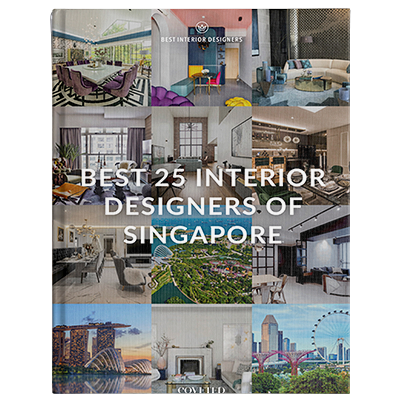 BEST INTERIOR DESIGNERS
BEST 25 INTERIOR
DESIGNERS OF
SINGAPORE
COVETED